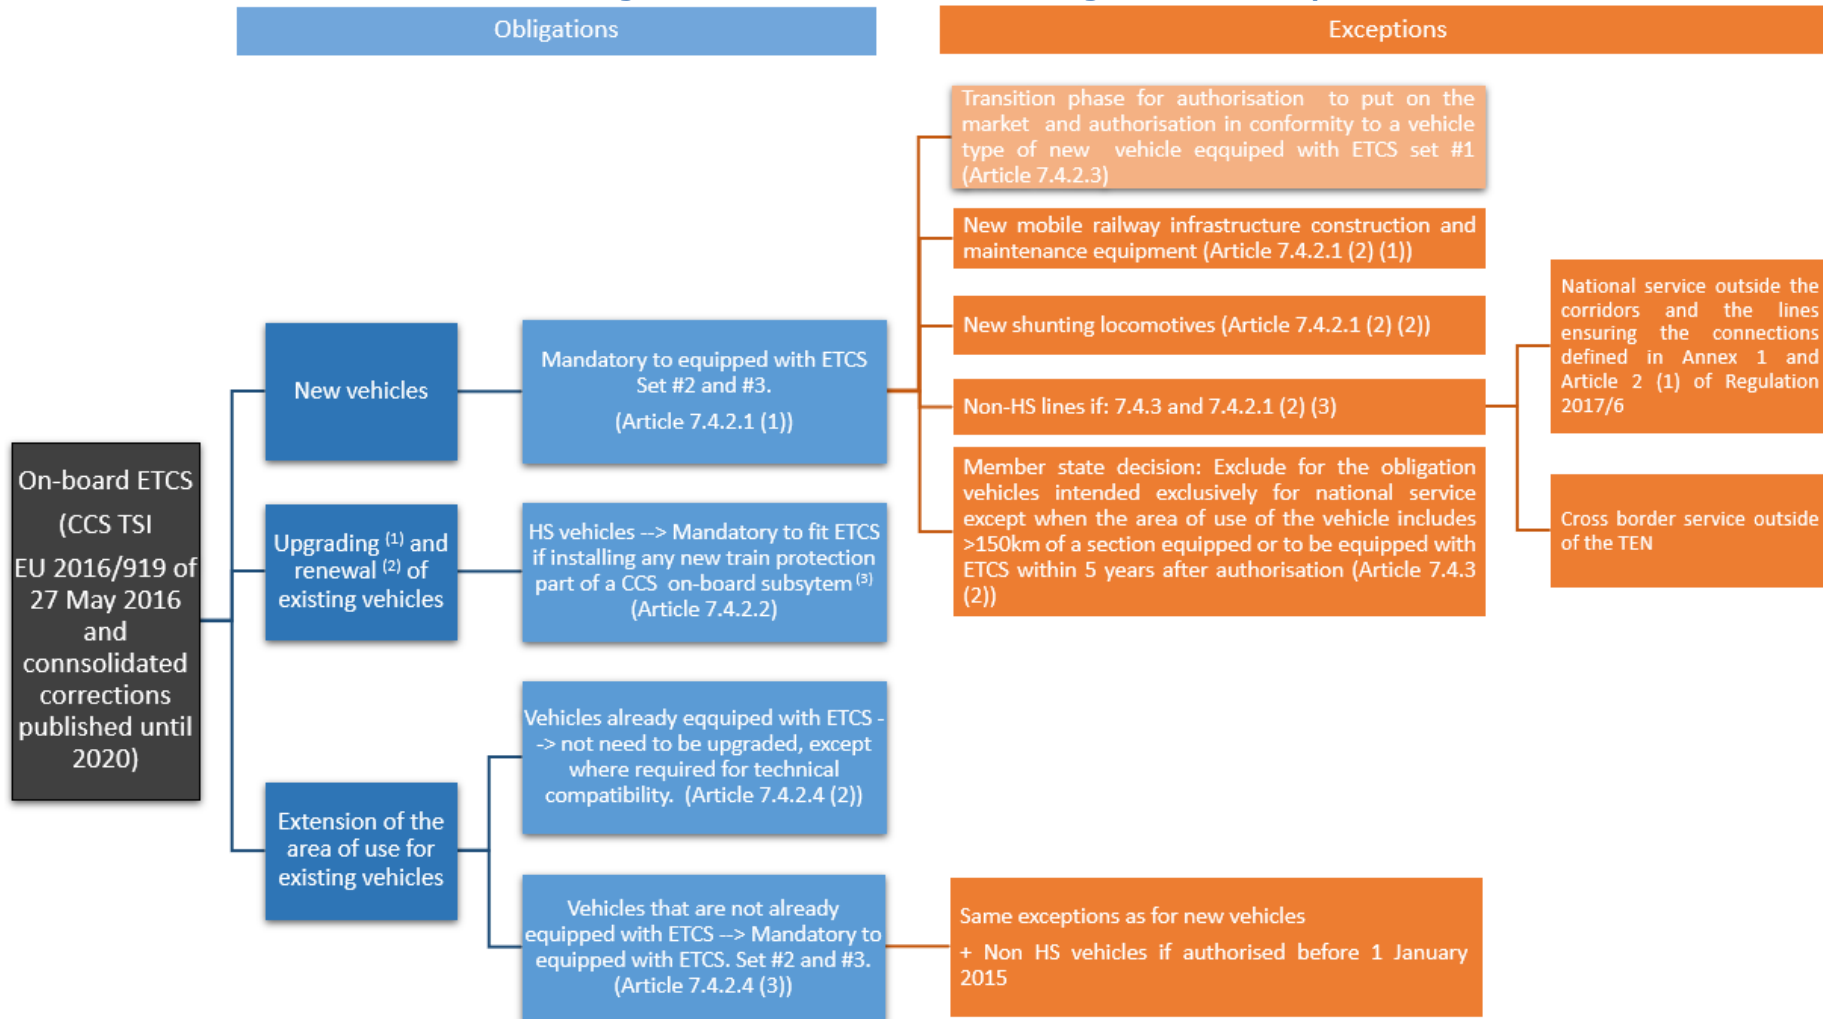 Obligations
Exceptions
On-board ETCS
(CCS TSI
EU 2016/919 of
27 May 2016
and
connsolidated
corrections
published until
2020)
New vehicles
Mandatory to equipped with ETCS
Set #2 and #3.
(Article 7.4.2.1 (1))
Transition phase for authorisation to put on the
market and authorisation in conformity to a vehicle
type of new vehicle eqquiped with ETCS set #1
(Article 7.4.2.3)
New mobile railway infrastructure construction and
maintenance equipment (Article 7.4.2.1 (2) (1))
New shunting locomotives (Article 7.4.2.1 (2) (2))
Non-HS lines if: 7.4.3 and 7.4.2.1 (2) (3)
National service outside the
corridors and the lines
ensuring the connections
defined in Annex 1 and
Article 2 (1) of Regulation
2017/6
Cross border service outside
of the TEN
Member state decision: Exclude for the obligation
vehicles intended exclusively for national service
except when the area of use of the vehicle includes
>150km of a section equipped or to be equipped with
ETCS within 5 years after authorisation (Article 7.4.3
(2))
Upgrading (1) and
renewal (2) of
existing vehicles
HS vehicles --> Mandatory to fit ETCS
if installing any new train protection
part of a CCS on-board subsytem (3)
(Article 7.4.2.2)
Extension of the
area of use for
existing vehicles
Vehicles already eqquiped with ETCS -
-> not need to be upgraded, except
where required for technical
compatibility. (Article 7.4.2.4 (2))
Vehicles that are not already
equipped with ETCS --> Mandatory to
equipped with ETCS. Set #2 and #3.
(Article 7.4.2.4 (3))
Same exceptions as for new vehicles
+ Non HS vehicles if authorised before 1 January
2015